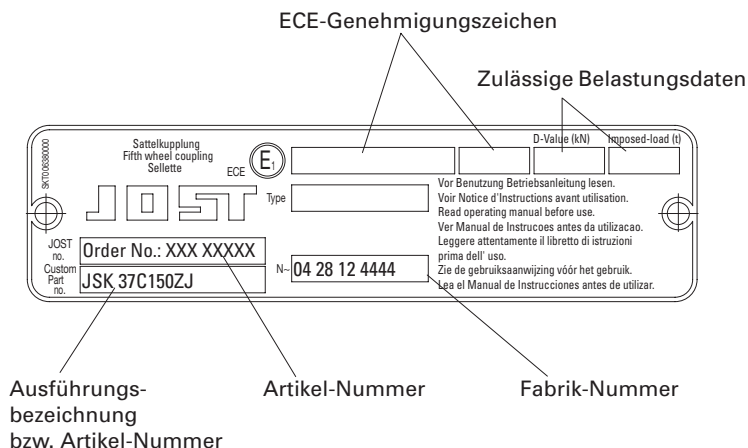 ECE-Genehmigungszeichen
Zulässige Belastungsdaten
SKT006380000
Sattelkupplung
Fifth wheel coupling
Sellette
ECE
E1
D-Value (kN)
Imposed-load (t)
JOST
Type
Vor Benutzung Betriebsanleitung lesen.
Voir Notice d'Instructions avant utilisation.
Read operating manual before use.
Ver Manual de Instrucoes antes da utilizacao.
Leggere attentamente il libretto di istruzioni
prima dell' uso.
Zie de gebruiksaanwijzing vóór het gebruik.
Lea el Manual de Instrucciones antes de utilizar.
JOST
no.
Order No.: XXX XXXXX
Custom
Part
no.
JSK 37C150ZJ
N~
04 28 12 4444
Ausführungs-
bezeichnung
bzw. Artikel-Nummer
Artikel-Nummer
Fabrik-Nummer